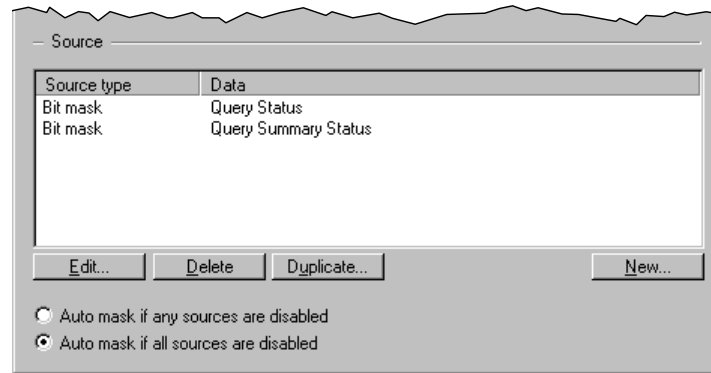 Source
Source type Data
Bit mask Query Status
Bit mask Query Summary Status
Edit... Delete Duplicate... New...
Auto mask if any sources are disabled
Auto mask if all sources are disabled